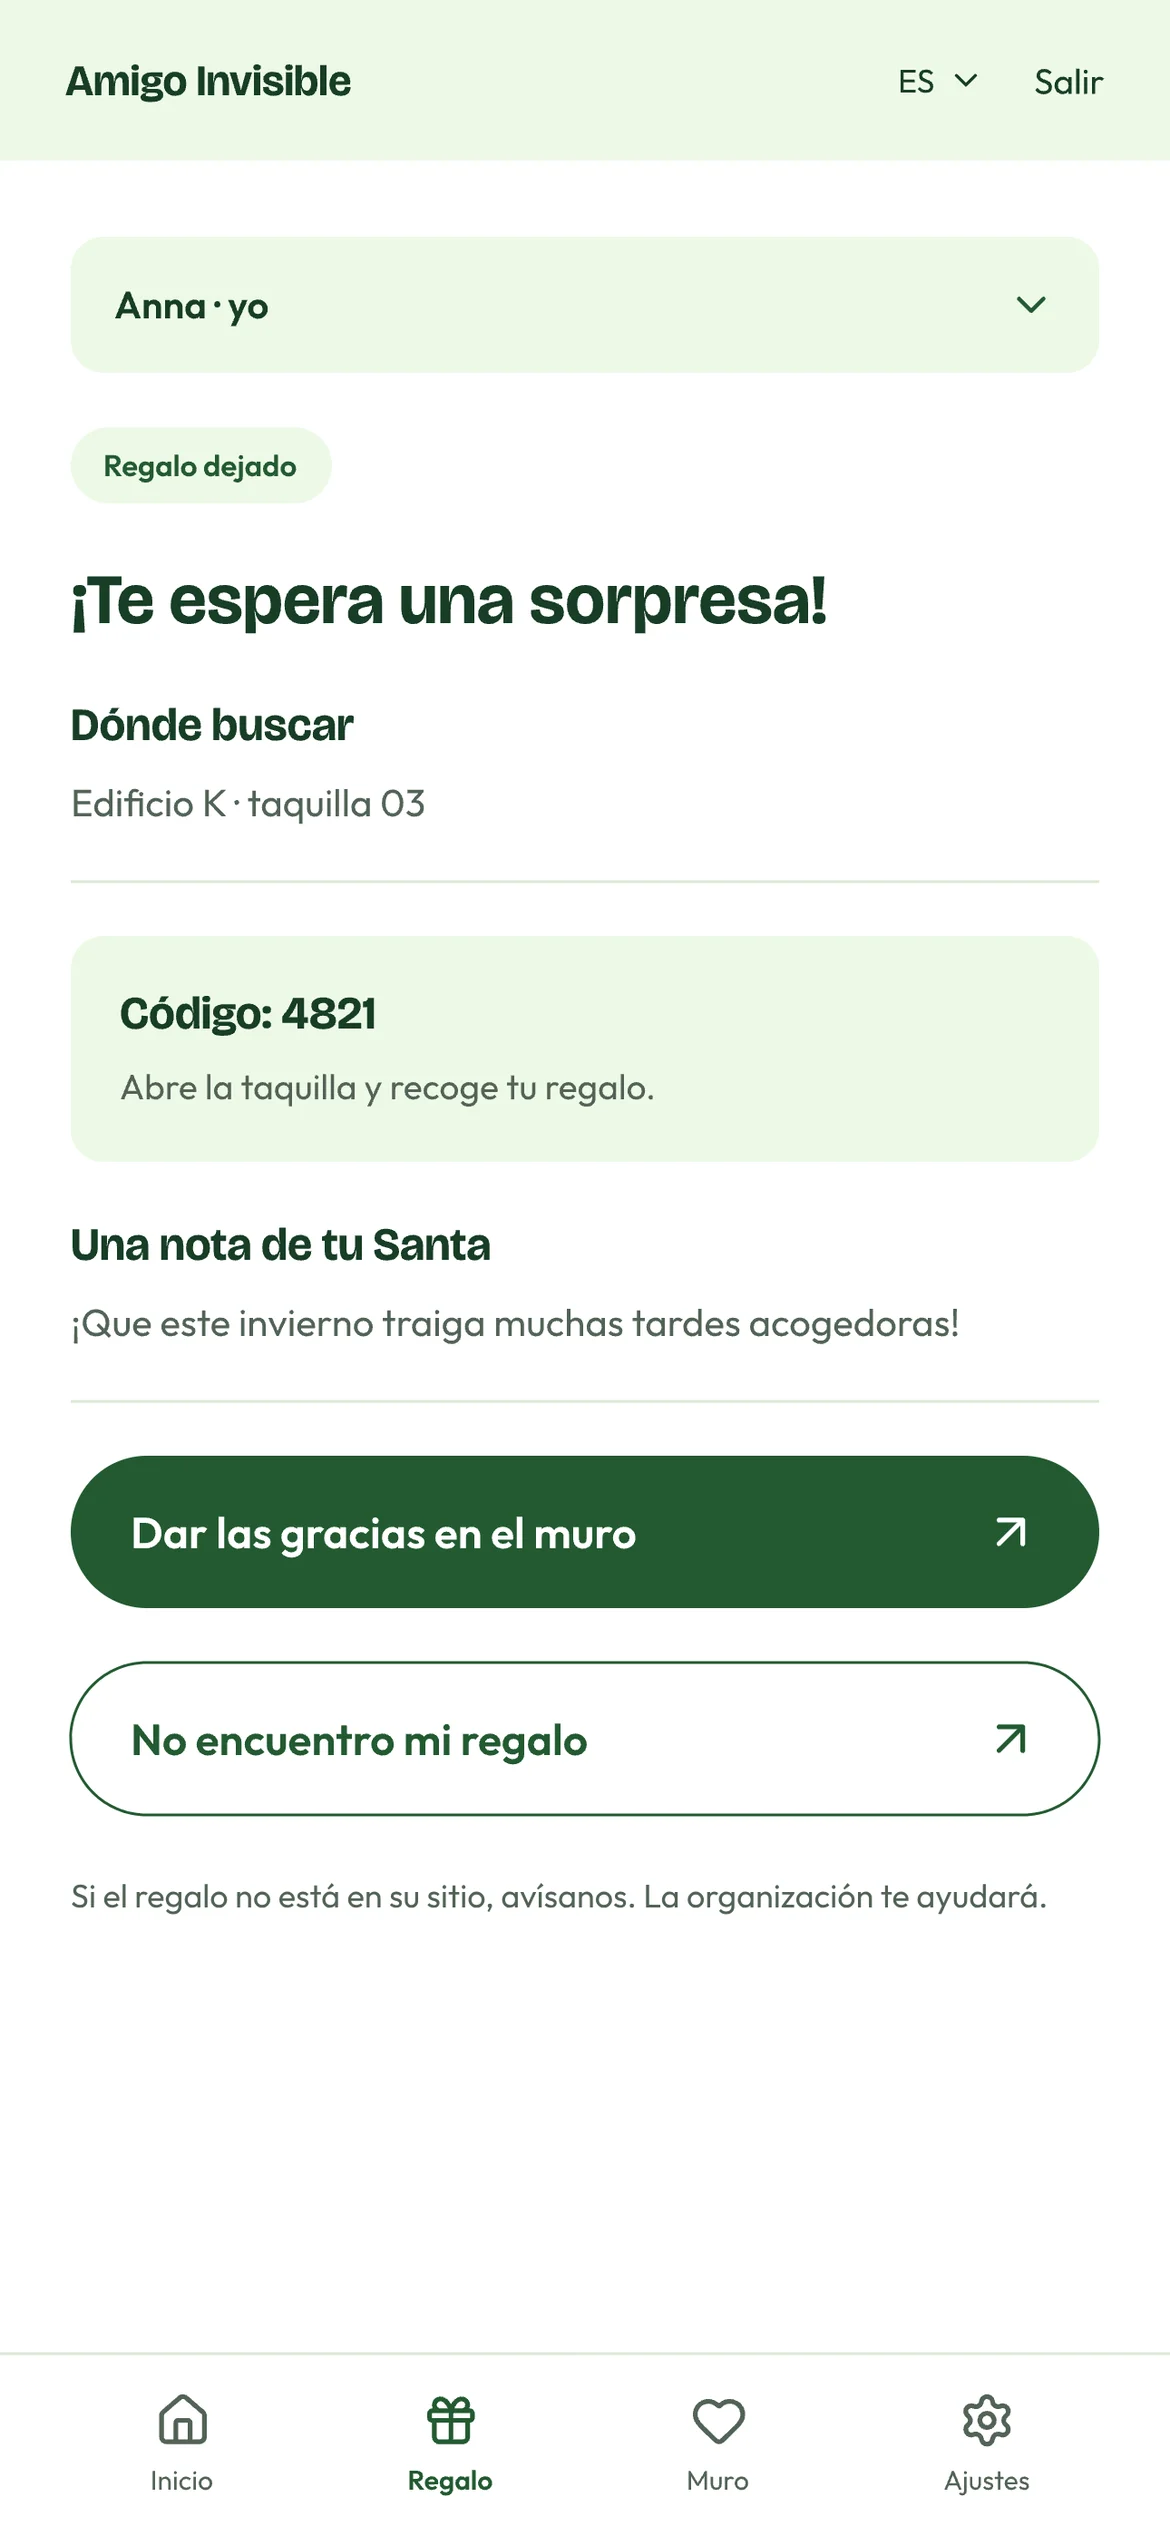 Amigo Invisible
ES
Salir
Anna · yo
Regalo dejado
¡Te espera una sorpresa!
Dónde buscar
Edificio K · taquilla 03
Código: 4821
Abre la taquilla y recoge tu regalo.
Una nota de tu Santa
¡Que este invierno traiga muchas tardes acogedoras!
Dar las gracias en el muro
No encuentro mi regalo
Si el regalo no está en su sitio, avísanos. La organización te ayudará.
Inicio
Regalo
Muro
Ajustes